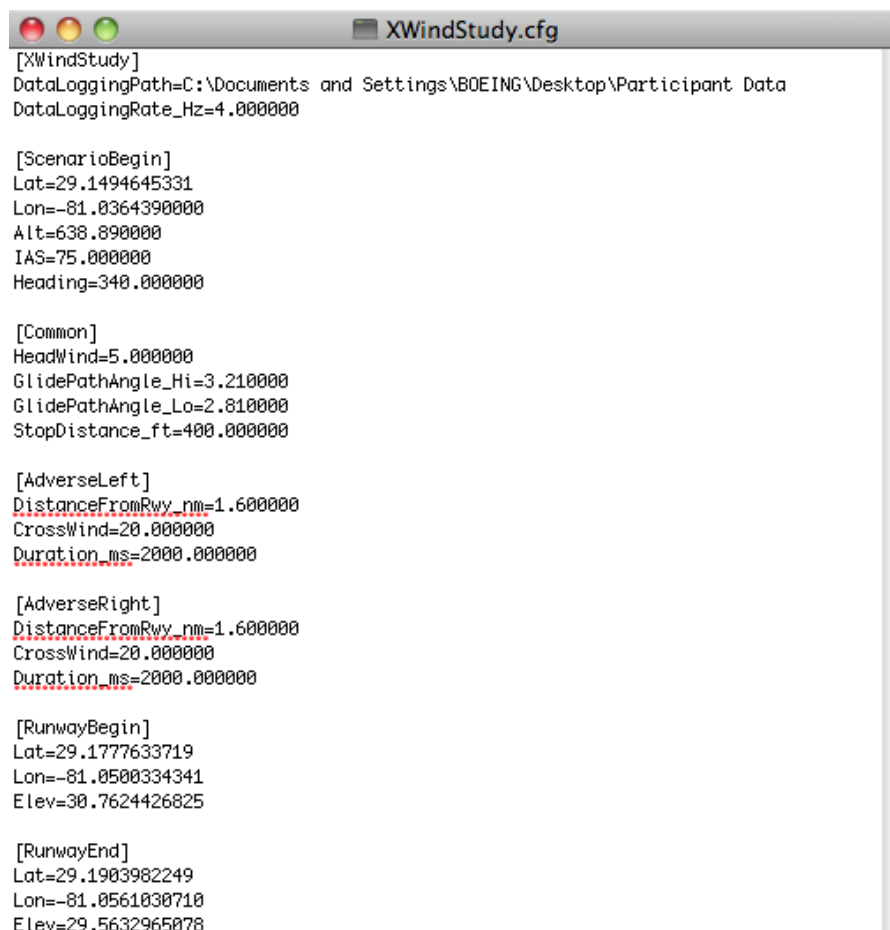 XWindStudy.cfg
[XWindStudy]
DataLoggingPath=C:\Documents and Settings\BOEING\Desktop\Participant Data
DataLoggingRate_Hz=4.000000
[ScenarioBegin]
Lat=29.1494645331
Lon=-81.0364390000
Alt=638.890000
IAS=75.000000
Heading=340.000000
[Common]
HeadWind=5.000000
GlidePathAngle_Hi=3.210000
GlidePathAngle_Lo=2.810000
StopDistance_ft=400.000000
[AdverseLeft]
DistanceFromRwy_nm=1.600000
CrossWind=20.000000
Duration_ms=2000.000000
[AdverseRight]
DistanceFromRwy_nm=1.600000
CrossWind=20.000000
Duration_ms=2000.000000
[RunwayBegin]
Lat=29.1777633719
Lon=-81.0500334341
Elev=30.7624426825
[RunwayEnd]
Lat=29.1903982249
Lon=-81.0561030710
Elev=29.5632965078